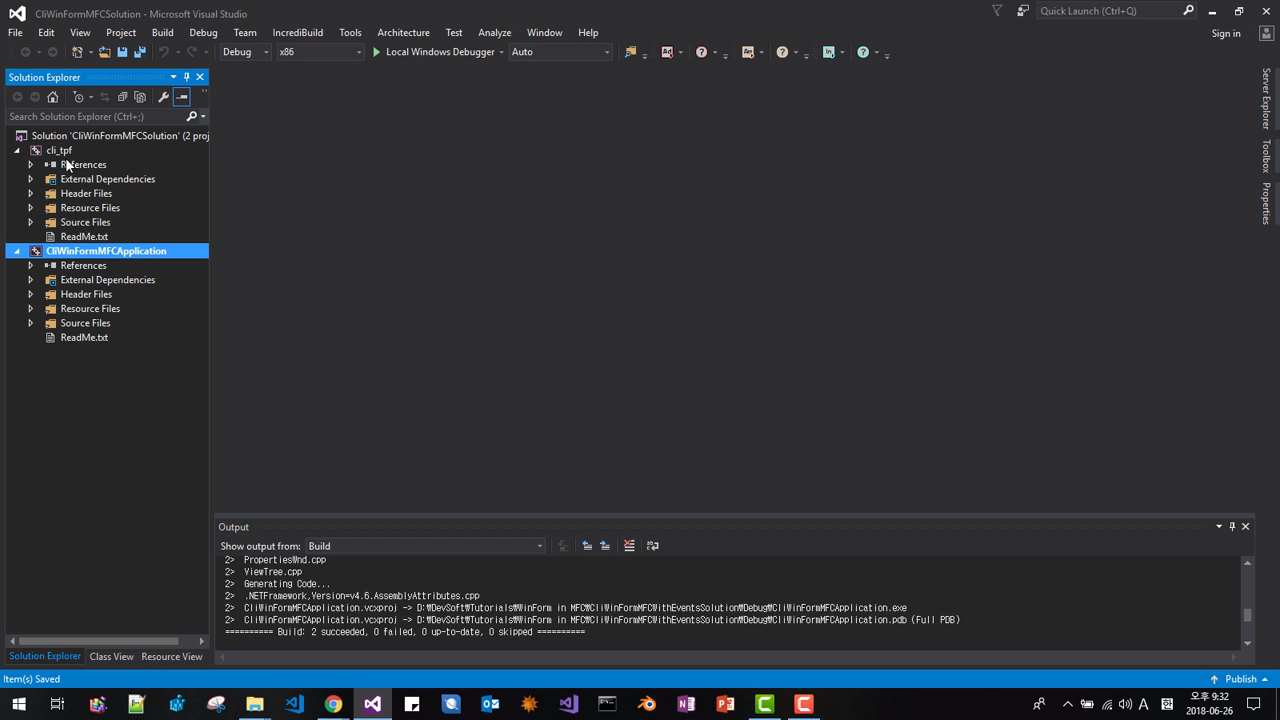 CliWinFormMFCSolution - Microsoft Visual Studio
Quick Launch (Ctrl+Q)
File Edit View Project Build Debug Team IncrediBuild Tools Architecture Test Analyze Window Help
Sign in
Debug x86 Local Windows Debugger Auto
Solution Explorer
Search Solution Explorer (Ctrl+;)
Solution 'CliWinFormMFCSolution' (2 proj
cli_tpf
References
External Dependencies
Header Files
Resource Files
Source Files
ReadMe.txt
CliWinFormMFCApplication
References
External Dependencies
Header Files
Resource Files
Source Files
ReadMe.txt
Server Explorer
Toolbox
Properties
Output
Show output from: Build
2> PropertiesWnd.cpp
2> ViewTree.cpp
2> Generating Code...
2> .NETFramework,Version=v4.6.AssemblyAttributes.cpp
2> CliWinFormMFCApplication.vcxproj -> D:₩DevSoft₩Tutorials₩WinForm in MFC₩CliWinFormMFCWithEventsSolution₩Debug₩CliWinFormMFCApplication.exe
2> CliWinFormMFCApplication.vcxproj -> D:₩DevSoft₩Tutorials₩WinForm in MFC₩CliWinFormMFCWithEventsSolution₩Debug₩CliWinFormMFCApplication.pdb (Full PDB)
========== Build: 2 succeeded, 0 failed, 0 up-to-date, 0 skipped ==========
Solution Explorer Class View Resource View
Item(s) Saved
Publish
A
오후 9:32
2018-06-26